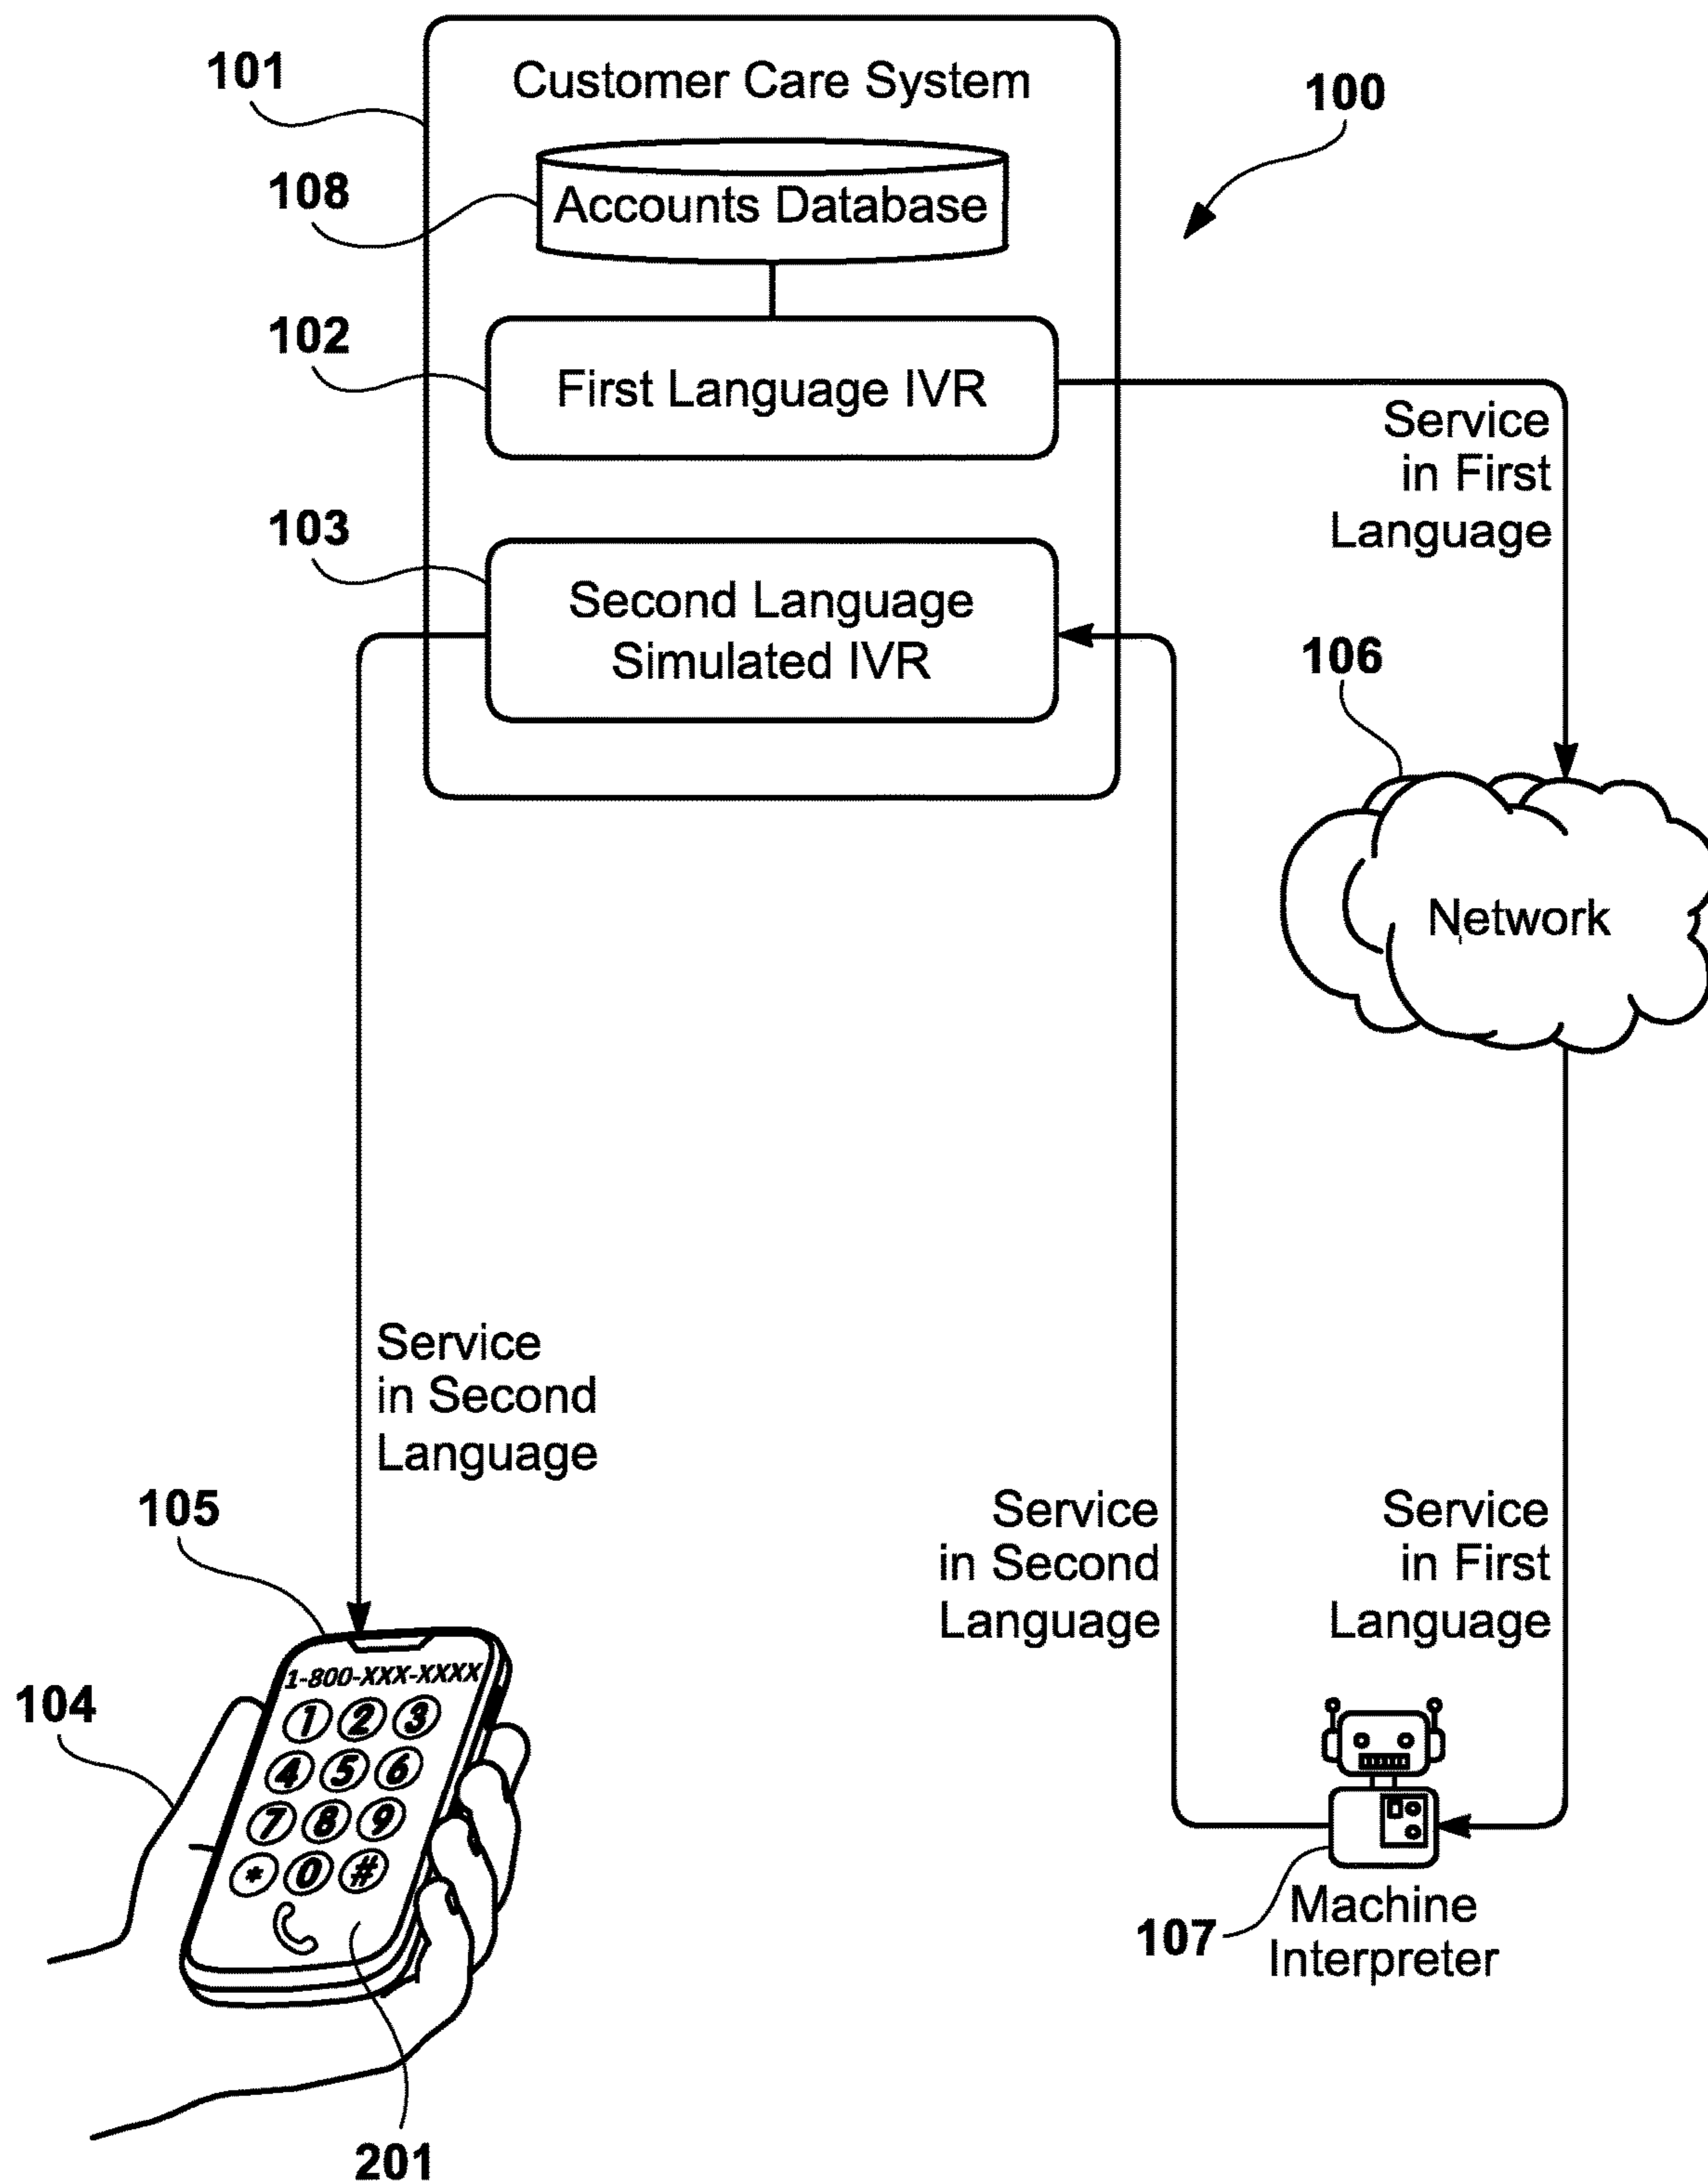 101
Customer Care System
100
108
Accounts Database
102
First Language IVR
Service
in First
Language
103
Second Language
Simulated IVR
106
Network
Service
in Second
Language
105
Service
in Second
Language
Service
in First
Language
104
1-800-XXX-XXXX
1 2 3
4 5 6
7 8 9
* 0 #
107
Machine
Interpreter
201